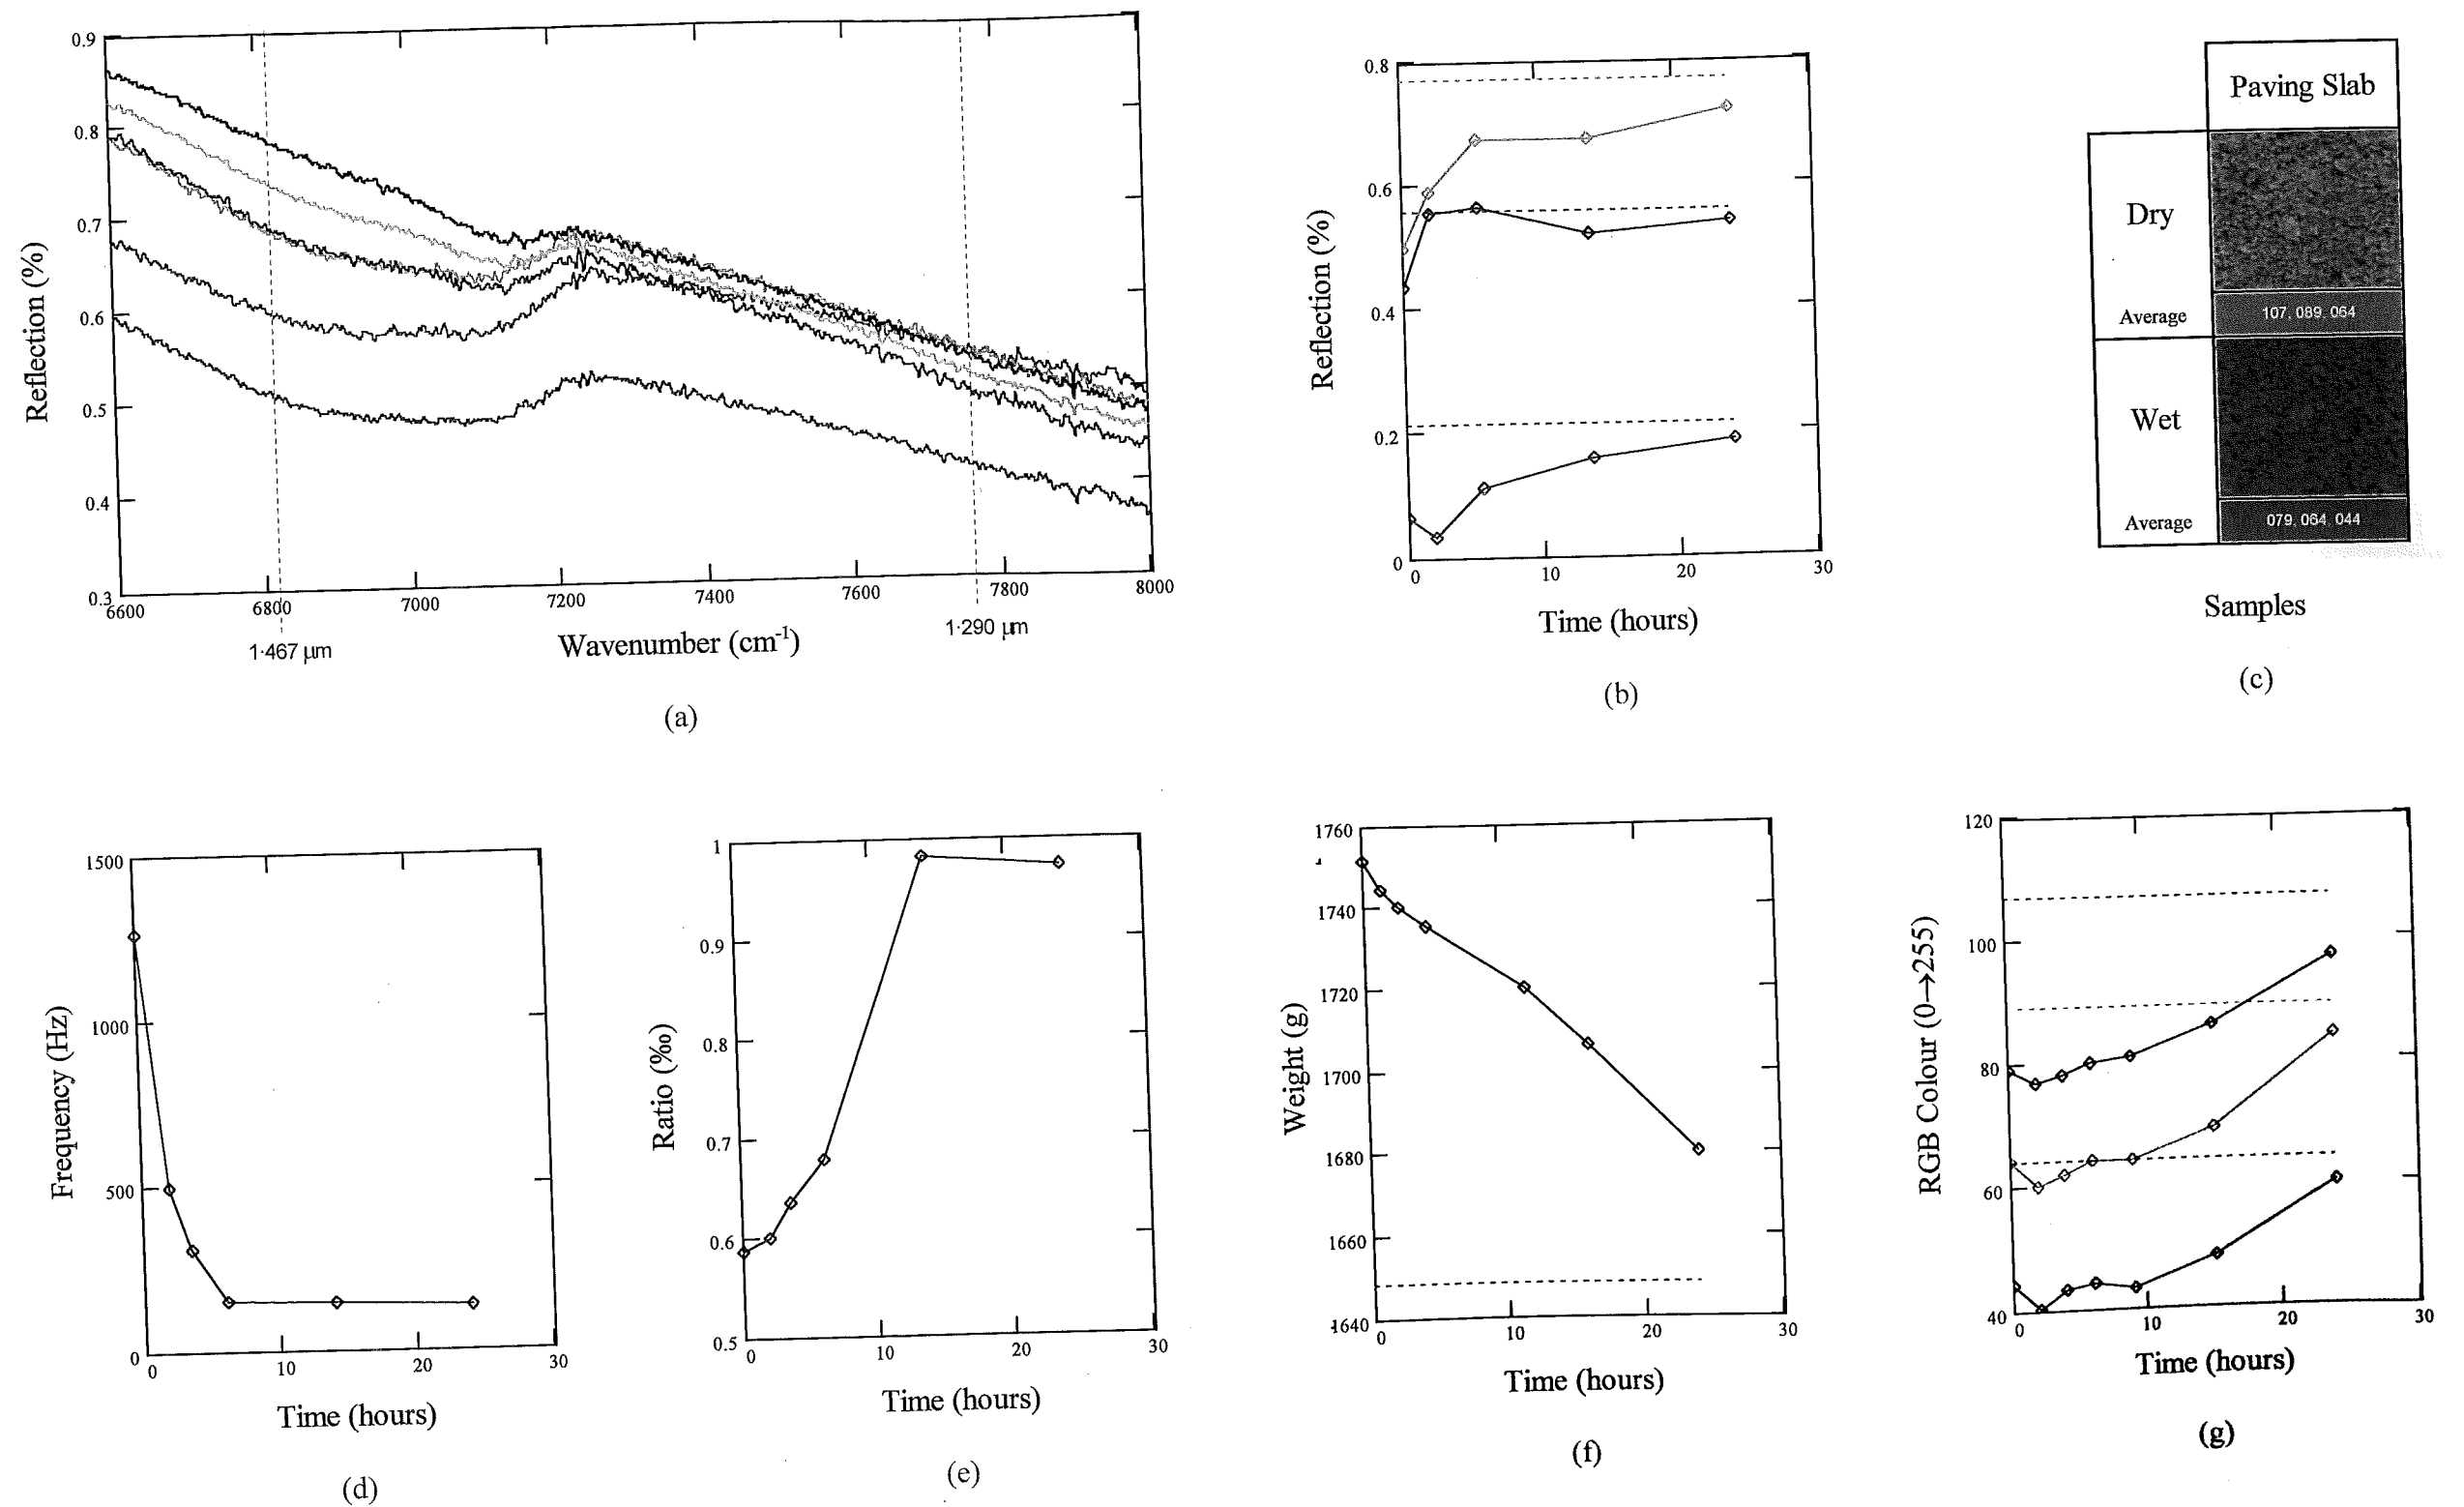 0.9
0.8
0.7
0.6
0.5
0.4
0.3
Reflection (%)
6600
6800
7000
7200
7400
7600
7800
8000
1·467 µm
Wavenumber (cm-1)
1·290 µm
(a)
0.8
0.6
0.4
0.2
0
Reflection (%)
0
10
20
30
Time (hours)
(b)
Paving Slab
Dry
Average
107. 089. 064
Wet
Average
079. 064. 044
Samples
(c)
1500
1000
500
0
Frequency (Hz)
0
10
20
30
Time (hours)
(d)
1
0.9
0.8
0.7
0.6
0.5
Ratio (‰)
0
10
20
30
Time (hours)
(e)
1760
1740
1720
1700
1680
1660
1640
Weight (g)
0
10
20
30
Time (hours)
(f)
120
100
80
60
40
RGB Colour (0→255)
0
10
20
30
Time (hours)
(g)